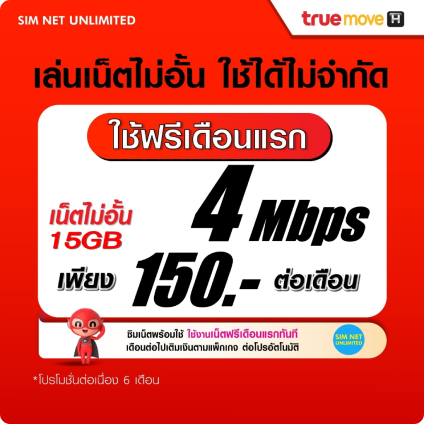 SIM NET UNLIMITED
true move H
เล่นเน็ตไม่อั้น ใช้ได้ไม่จำกัด
ใช้ฟรีเดือนแรก
เน็ตไม่อั้น
15GB
4 Mbps
เพียง 150.- ต่อเดือน
ซิมเน็ตพร้อมใช้ ใช้งานเน็ตฟรีเดือนแรกทันที
เดือนต่อไปเติมเงินตามแพ็กเกจ ต่อโปรอัตโนมัติ
SIM NET
UNLIMITED
*โปรโมชั่นต่อเนื่อง 6 เดือน